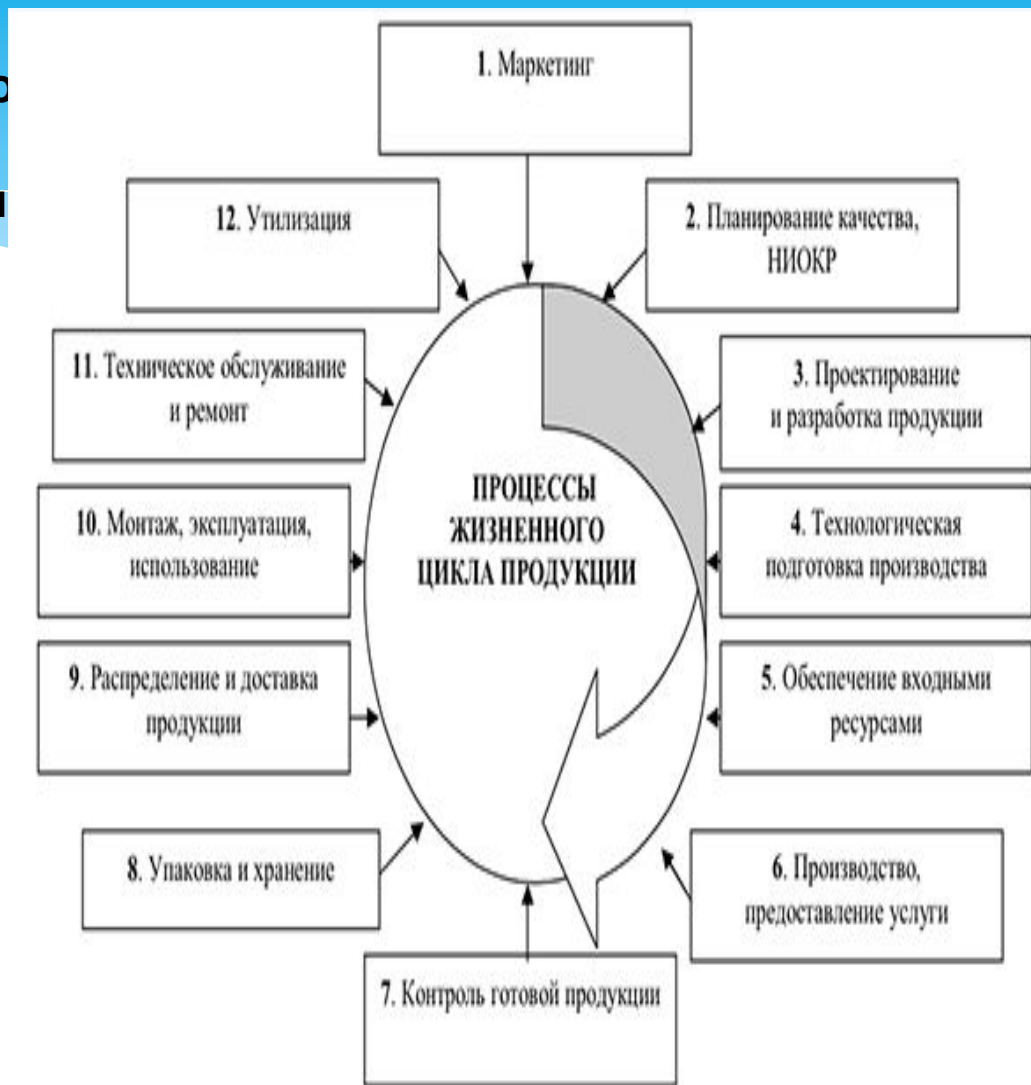 1. Маркетинг
2. Планирование качества,
НИОКР
3. Проектирование
и разработка продукции
4. Технологическая
подготовка производства
5. Обеспечение входными
ресурсами
6. Производство,
предоставление услуги
7. Контроль готовой продукции
8. Упаковка и хранение
9. Распределение и доставка
продукции
10. Монтаж, эксплуатация,
использование
11. Техническое обслуживание
и ремонт
12. Утилизация
ПРОЦЕССЫ
ЖИЗНЕННОГО
ЦИКЛА ПРОДУКЦИИ